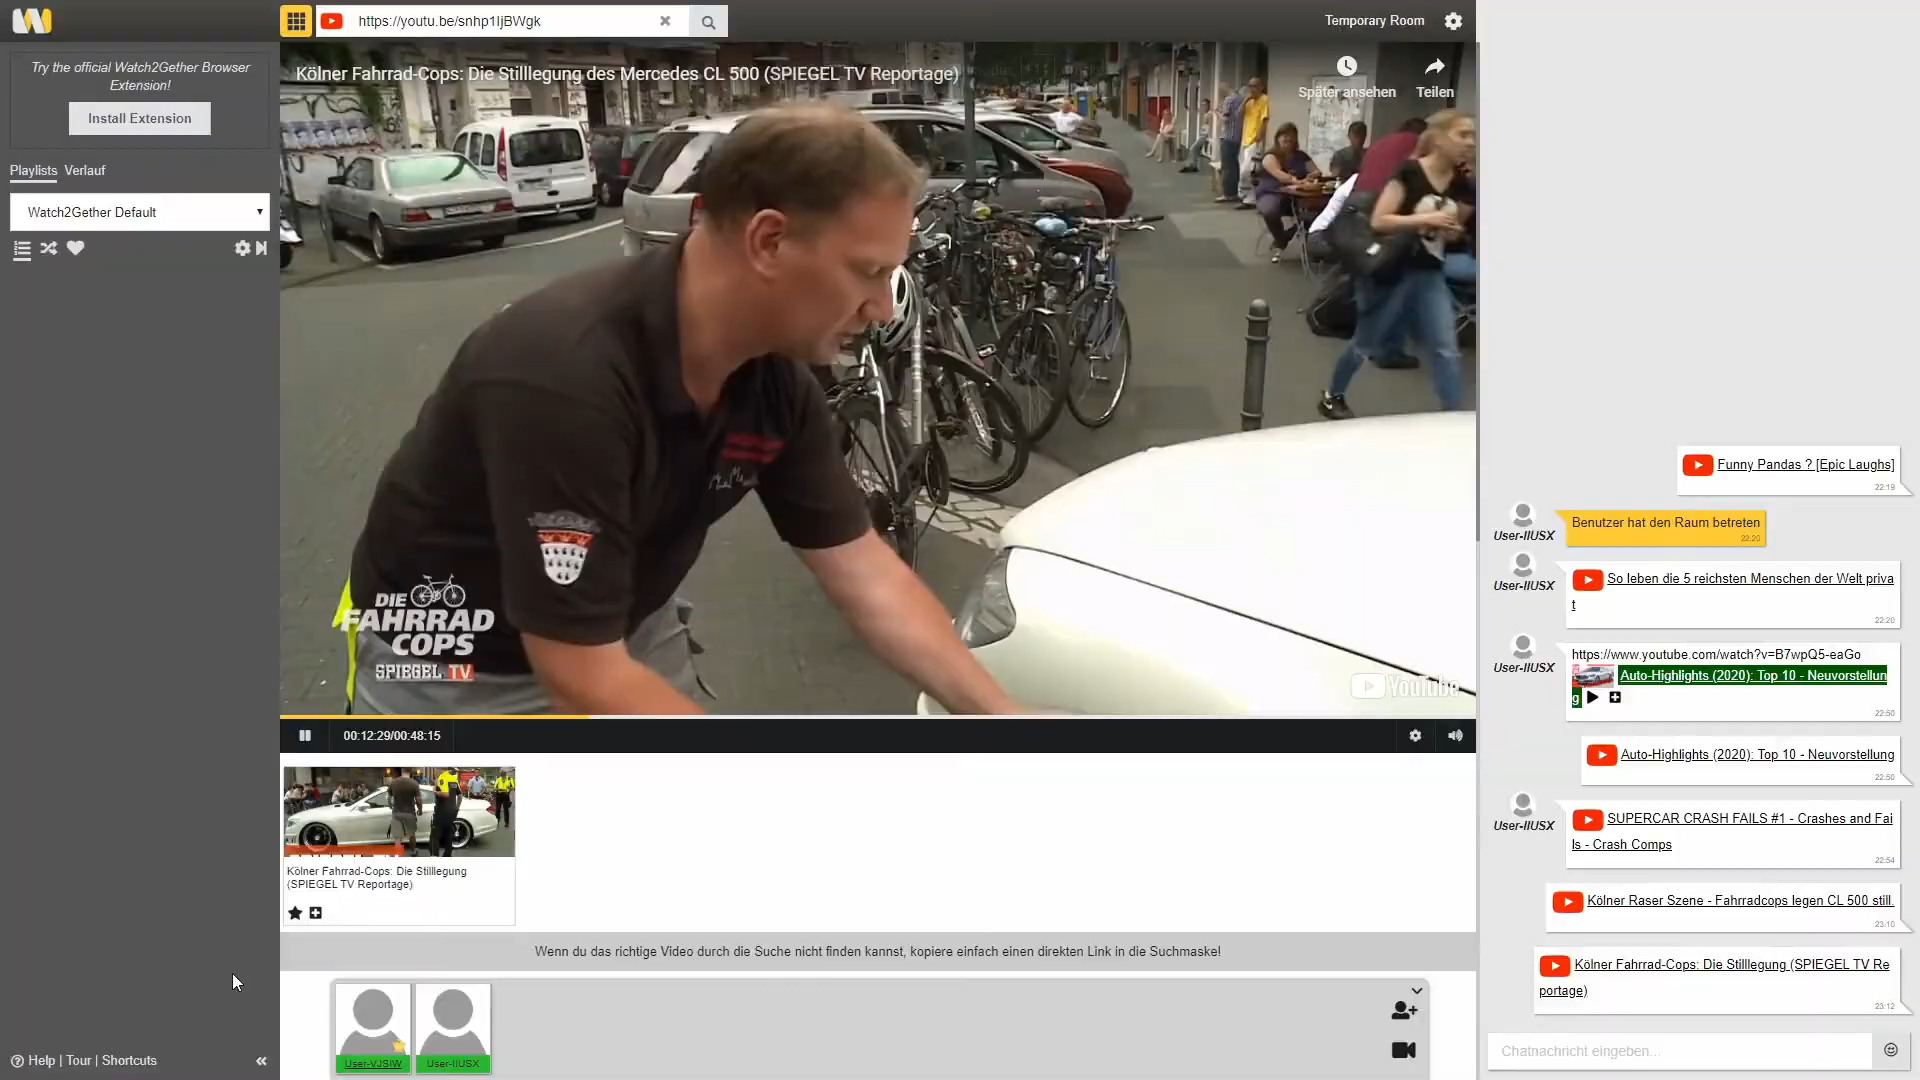 https://youtu.be/snhp1IjBWgk
Temporary Room
Try the official Watch2Gether Browser
Extension!
Install Extension
Playlists Verlauf
Watch2Gether Default
Kölner Fahrrad-Cops: Die Stilllegung des Mercedes CL 500 (SPIEGEL TV Reportage)
Später ansehen
Teilen
DIE
FAHRRAD
COPS
SPIEGEL TV
YouTube
00:12:29/00:48:15
Kölner Fahrrad-Cops: Die Stilllegung
(SPIEGEL TV Reportage)
Wenn du das richtige Video durch die Suche nicht finden kannst, kopiere einfach einen direkten Link in die Suchmaske!
User-VJSIW
User-IIUSX
Help | Tour | Shortcuts
Funny Pandas ? [Epic Laughs]
22:19
User-IIUSX
Benutzer hat den Raum betreten
22:20
User-IIUSX
So leben die 5 reichsten Menschen der Welt priva
t
22:20
User-IIUSX
https://www.youtube.com/watch?v=B7wpQ5-eaGo
Auto-Highlights (2020): Top 10 - Neuvorstellun
g
22:50
Auto-Highlights (2020): Top 10 - Neuvorstellung
22:50
User-IIUSX
SUPERCAR CRASH FAILS #1 - Crashes and Fai
ls - Crash Comps
22:54
Kölner Raser Szene - Fahrradcops legen CL 500 still.
23:10
Kölner Fahrrad-Cops: Die Stilllegung (SPIEGEL TV Re
portage)
23:12
Chatnachricht eingeben...